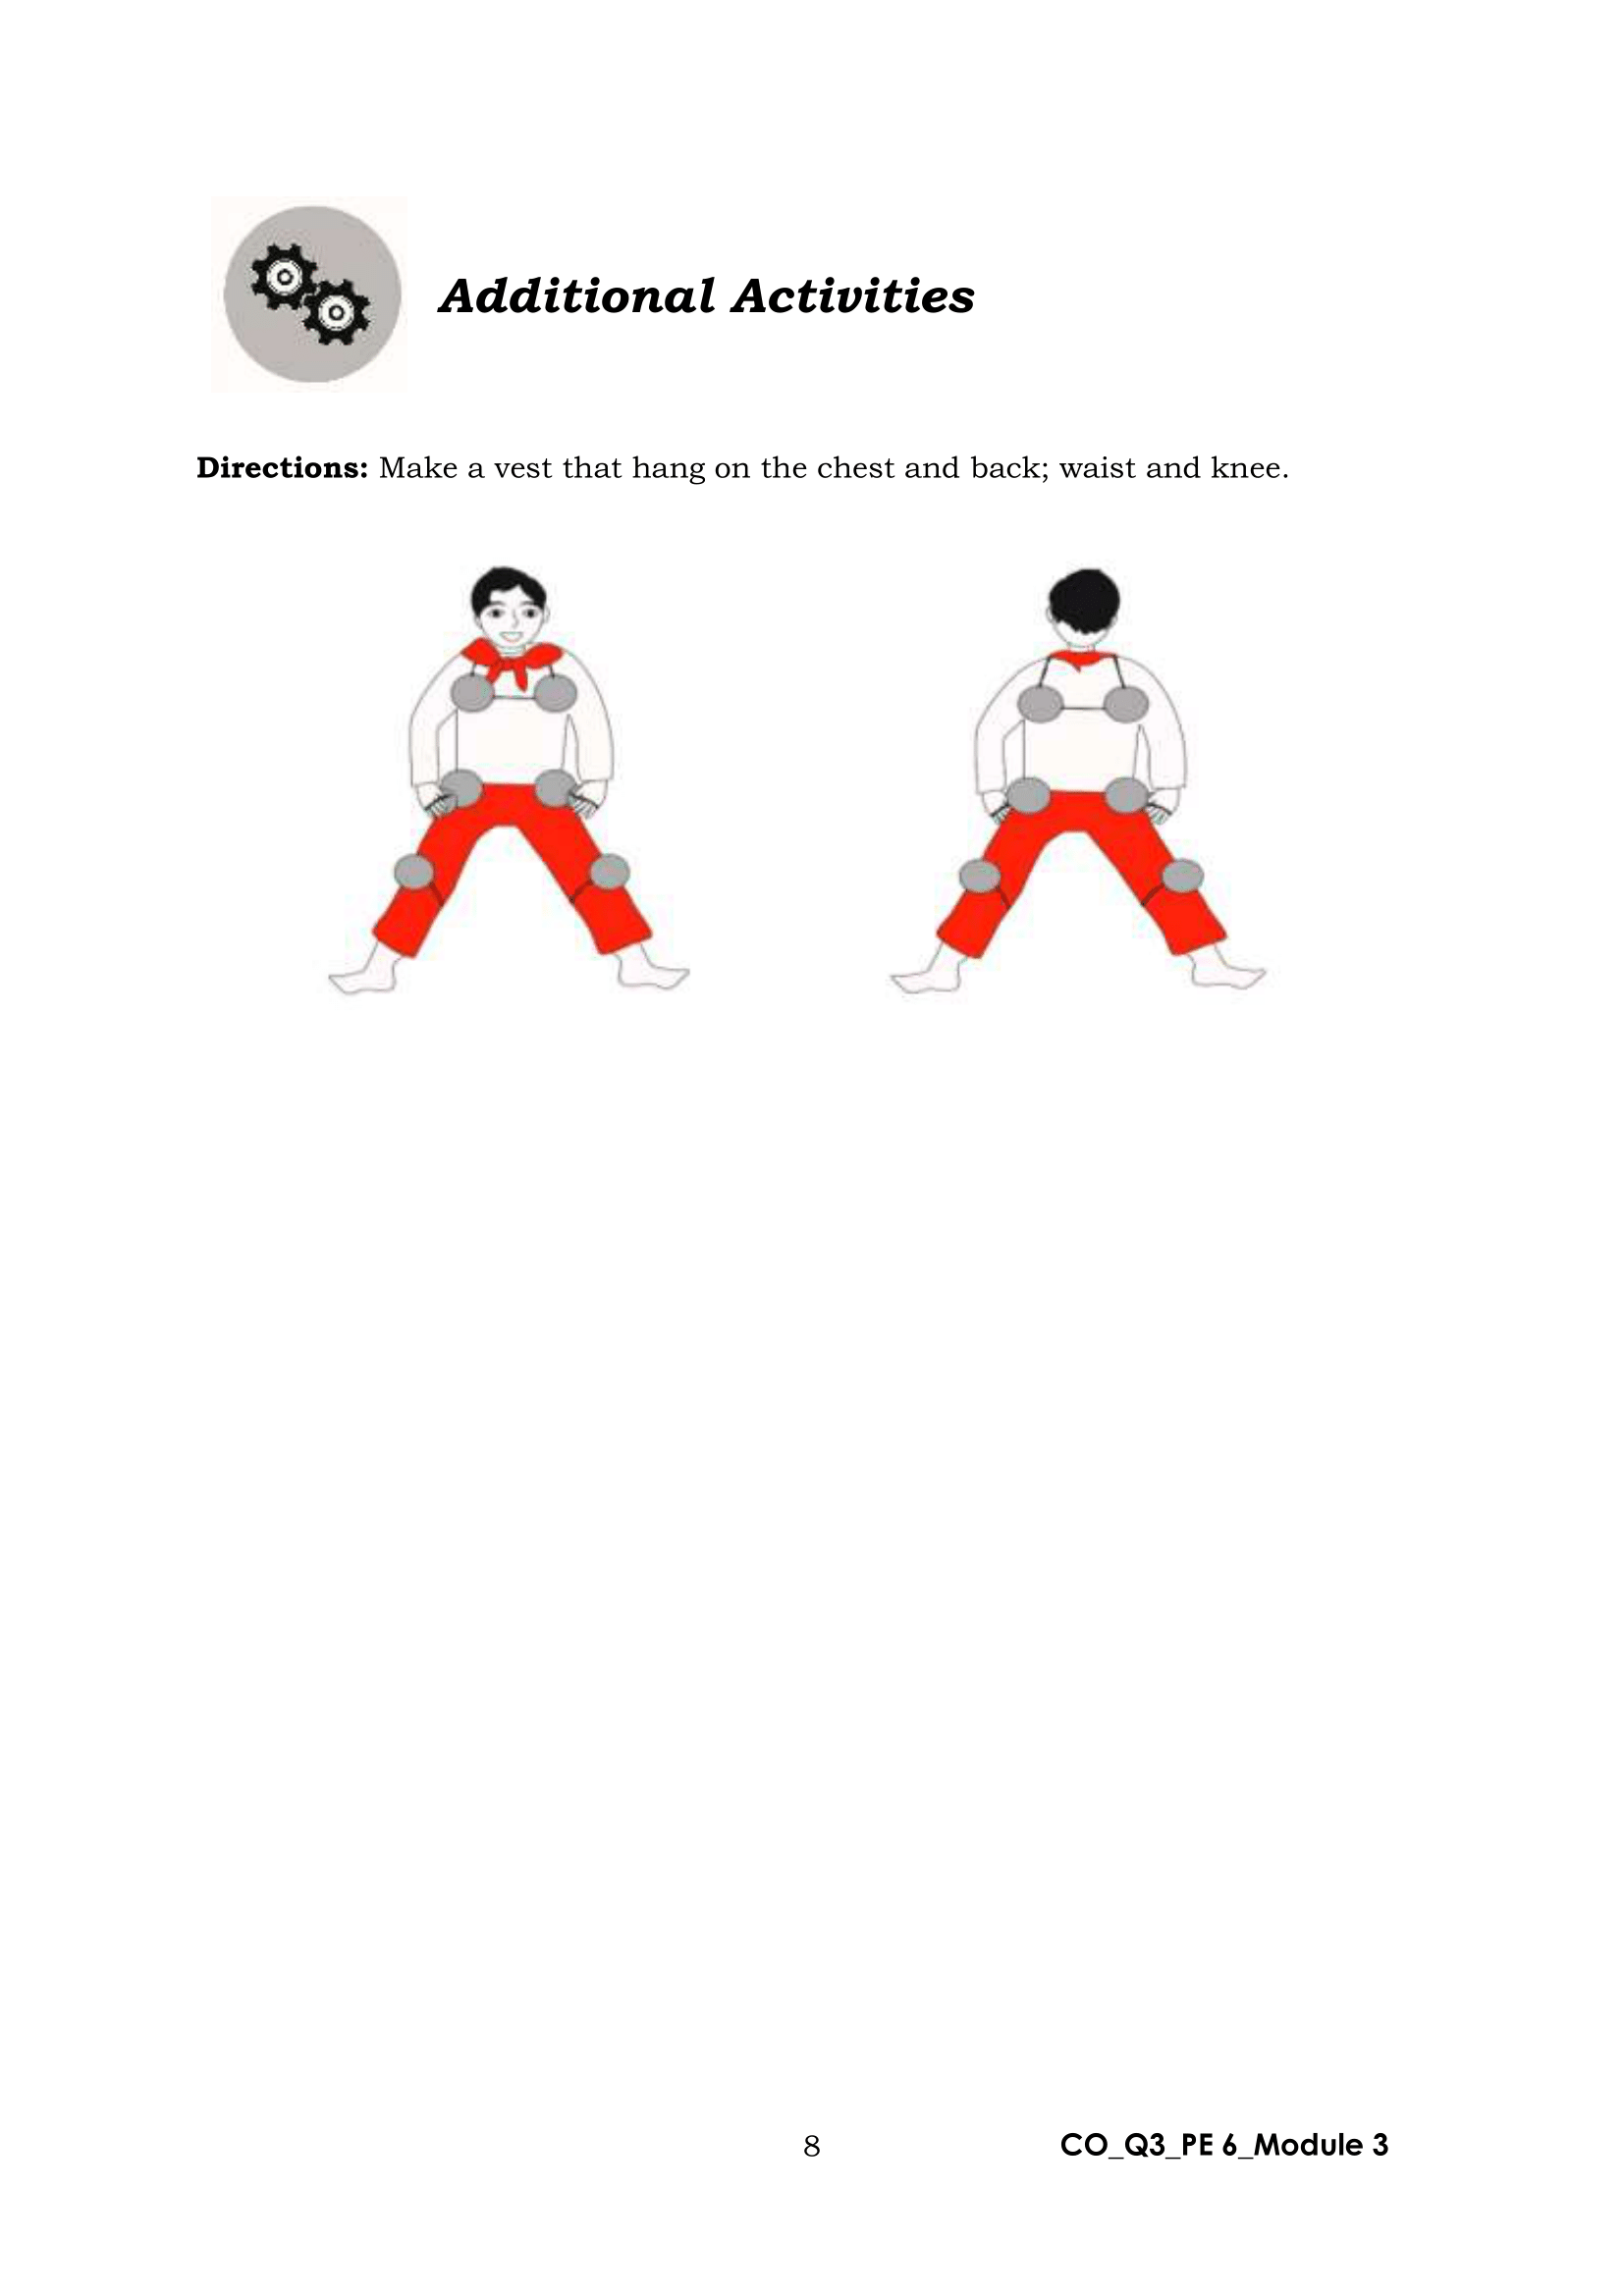 Additional Activities
Directions: Make a vest that hang on the chest and back; waist and knee.
8
CO_Q3_PE 6_Module 3